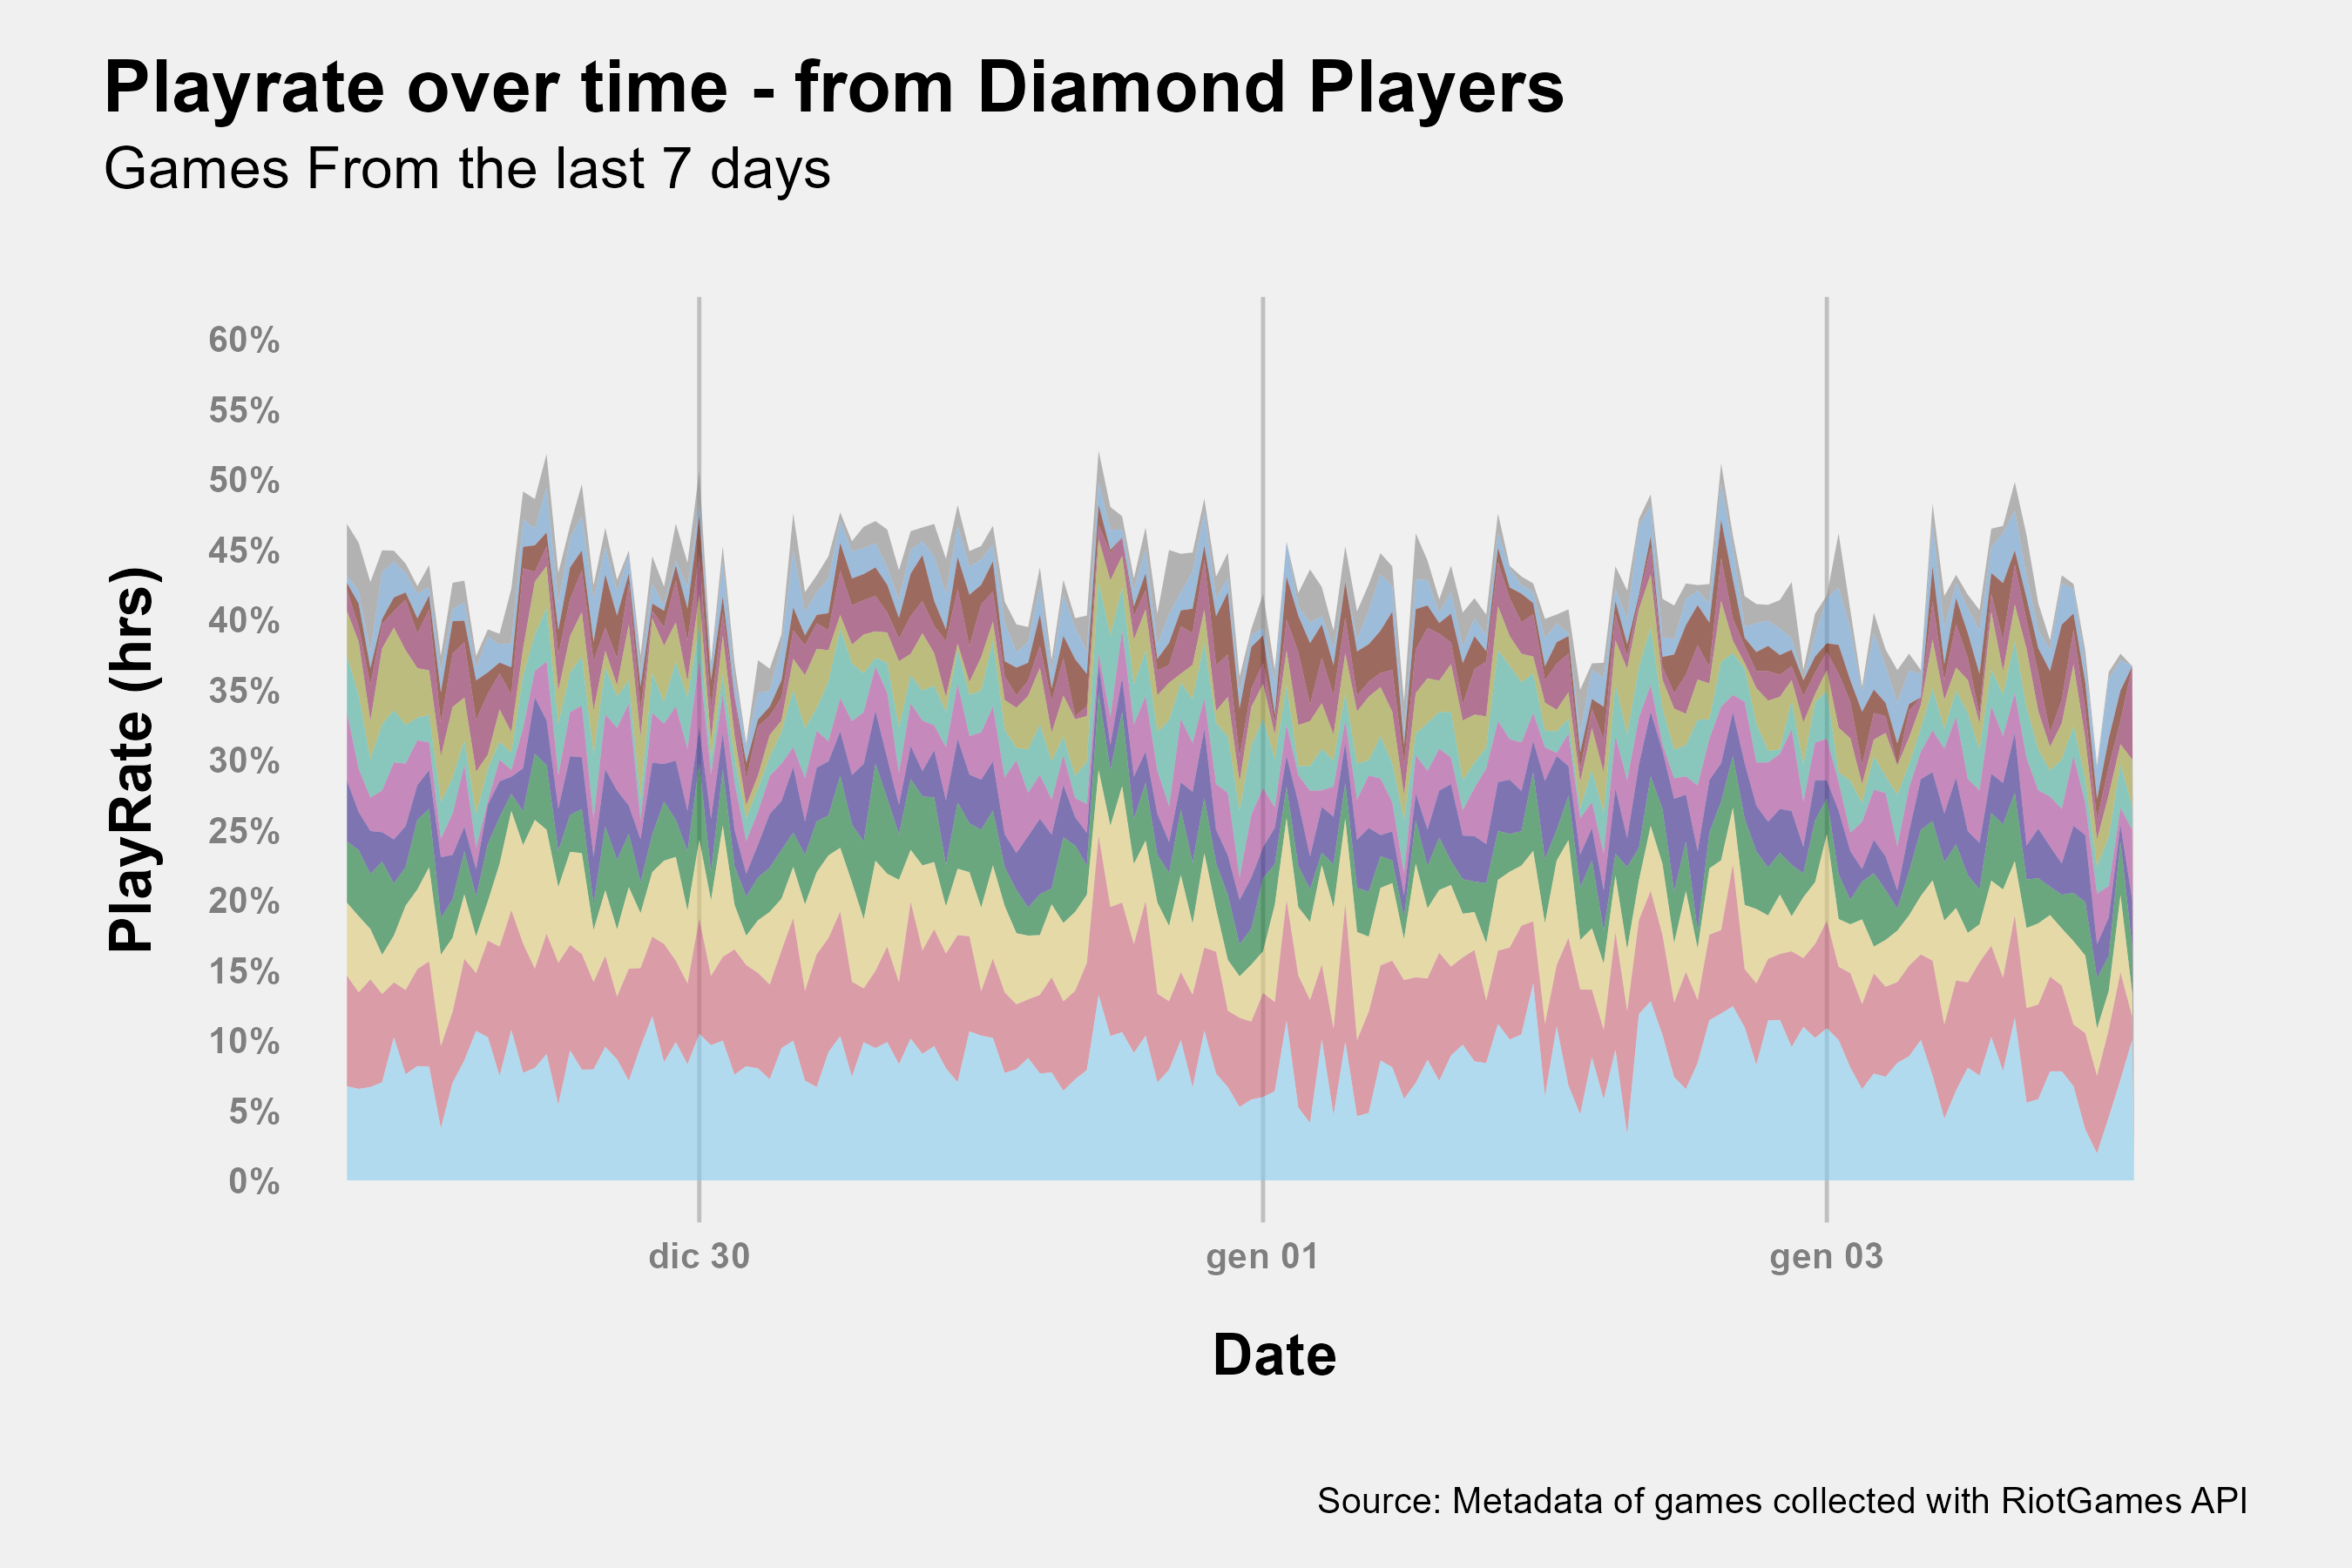 Playrate over time - from Diamond Players
Games From the last 7 days
PlayRate (hrs)
60%
55%
50%
45%
40%
35%
30%
25%
20%
15%
10%
5%
0%
dic 30
gen 01
gen 03
Date
Source: Metadata of games collected with RiotGames API